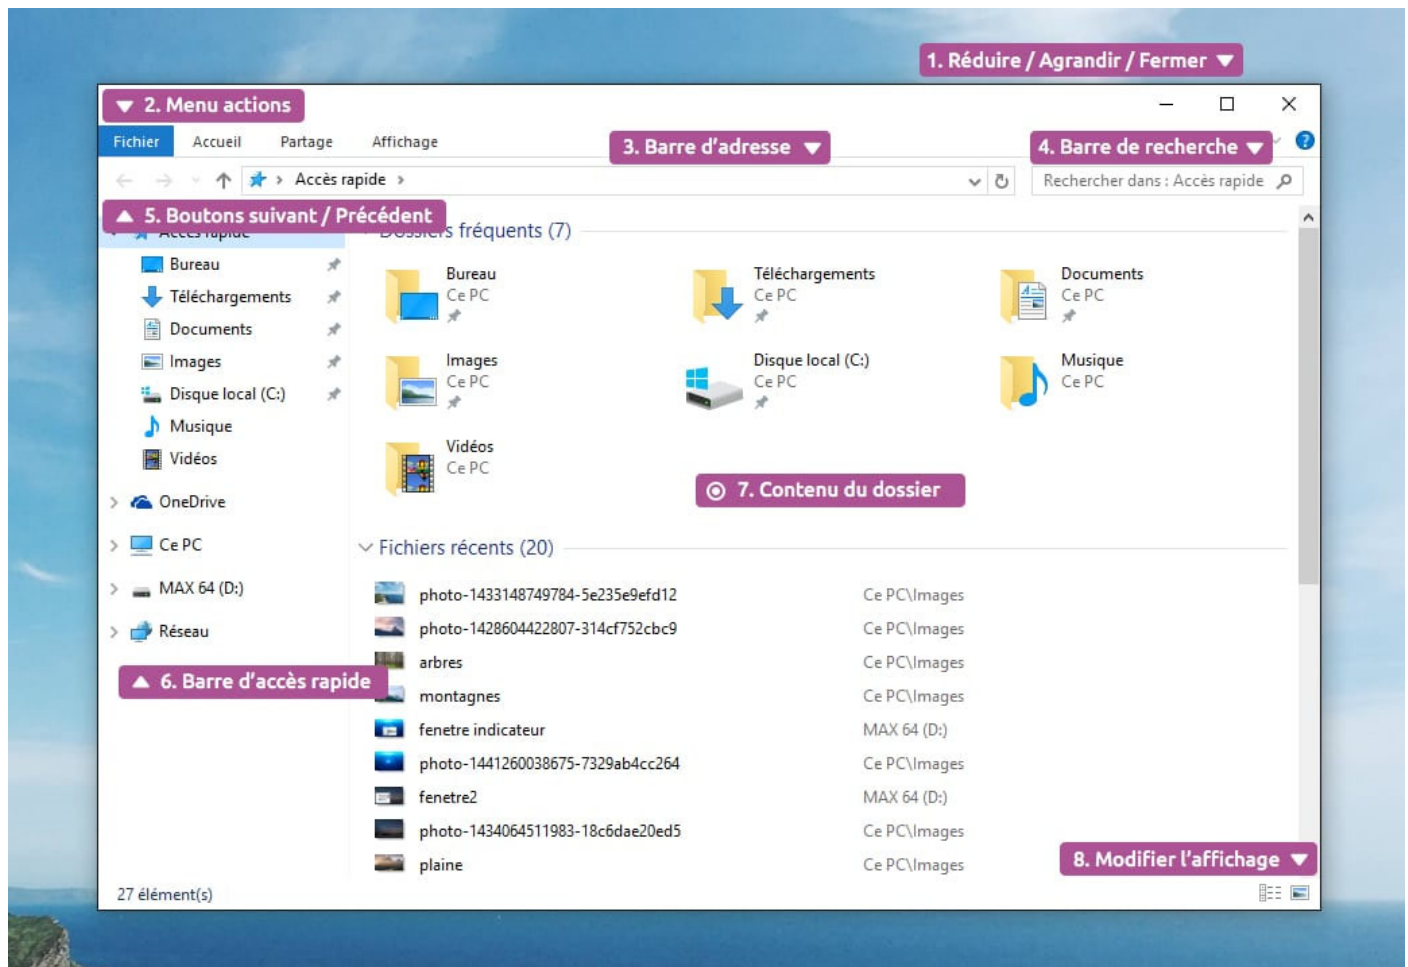 1. Réduire / Agrandir / Fermer
2. Menu actions
Fichier Accueil Partage Affichage
3. Barre d'adresse
4. Barre de recherche
?
Accès rapide
Rechercher dans : Accès rapide
5. Boutons suivant / Précédent
Accès rapide
Bureau
Téléchargements
Documents
Images
Disque local (C:)
Musique
Vidéos
OneDrive
Ce PC
MAX 64 (D:)
Réseau
6. Barre d'accès rapide
Dossiers fréquents (7)
Bureau
Ce PC
Téléchargements
Ce PC
Documents
Ce PC
Images
Ce PC
Disque local (C:)
Ce PC
Musique
Ce PC
Vidéos
Ce PC
7. Contenu du dossier
Fichiers récents (20)
photo-1433148749784-5e235e9efd12 Ce PC\Images
photo-1428604422807-314cf752cbc9 Ce PC\Images
arbres Ce PC\Images
montagnes Ce PC\Images
fenetre indicateur MAX 64 (D:)
photo-1441260038675-7329ab4cc264 Ce PC\Images
fenetre2 MAX 64 (D:)
photo-1434064511983-18c6dae20ed5 Ce PC\Images
plaine Ce PC\Images
8. Modifier l'affichage
27 élément(s)